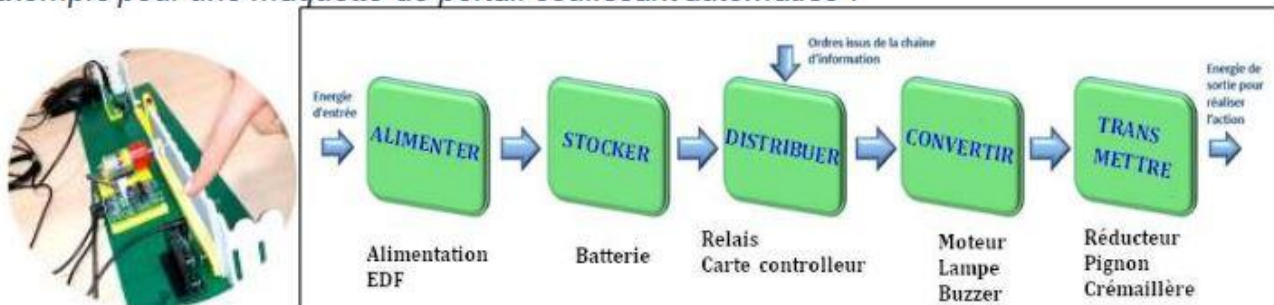 Ordres issus de la chaine
d'information
Energie
d'entrée
ALIMENTER
STOCKER
DISTRIBUER
CONVERTIR
TRANS
METTRE
Energie de
sortie pour
réaliser
l'action
Alimentation
EDF
Batterie
Relais
Carte controlleur
Moteur
Lampe
Buzzer
Réducteur
Pignon
Crémaillère